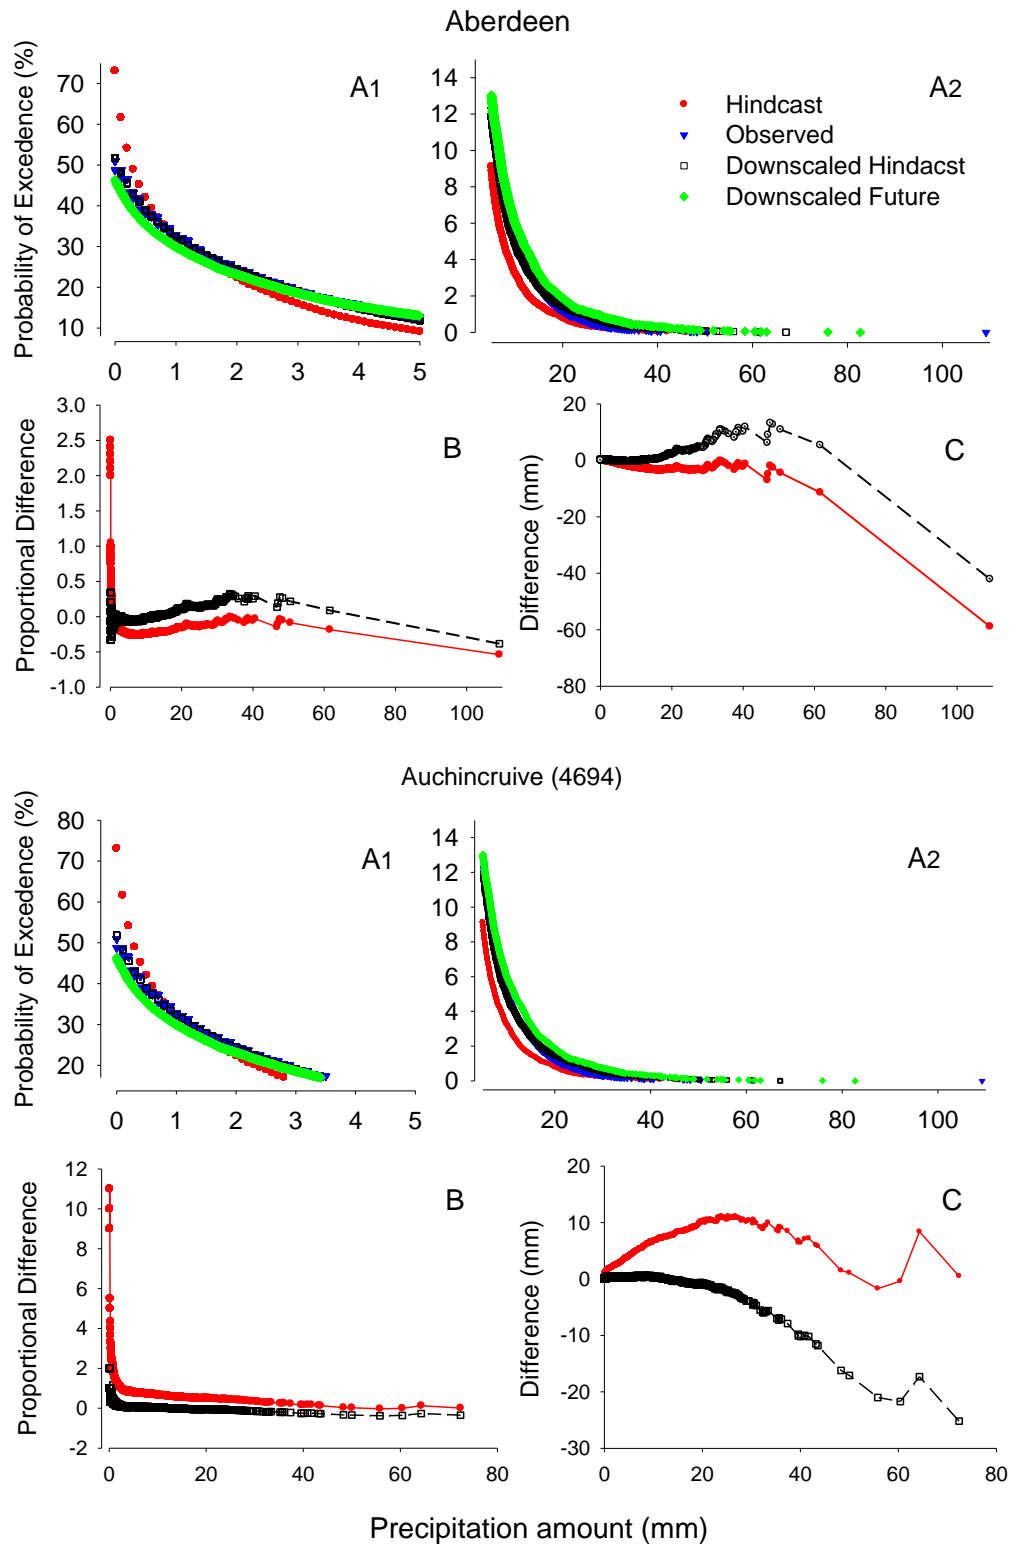 Aberdeen
Probability of Excedence (%)
A1
70
60
50
40
30
20
10
0 1 2 3 4 5
A2
14
12
10
8
6
4
2
0
20 40 60 80 100
Hindcast
Observed
Downscaled Hindacst
Downscaled Future
Proportional Difference
B
3.0
2.5
2.0
1.5
1.0
0.5
0.0
-0.5
-1.0
0 20 40 60 80 100
Difference (mm)
C
20
0
-20
-40
-60
-80
0 20 40 60 80 100
Auchincruive (4694)
Probability of Excedence (%)
A1
80
70
60
50
40
30
20
0 1 2 3 4 5
A2
14
12
10
8
6
4
2
0
20 40 60 80 100
Proportional Difference
B
12
10
8
6
4
2
0
-2
0 20 40 60 80
Difference (mm)
C
20
10
0
-10
-20
-30
0 20 40 60 80
Precipitation amount (mm)